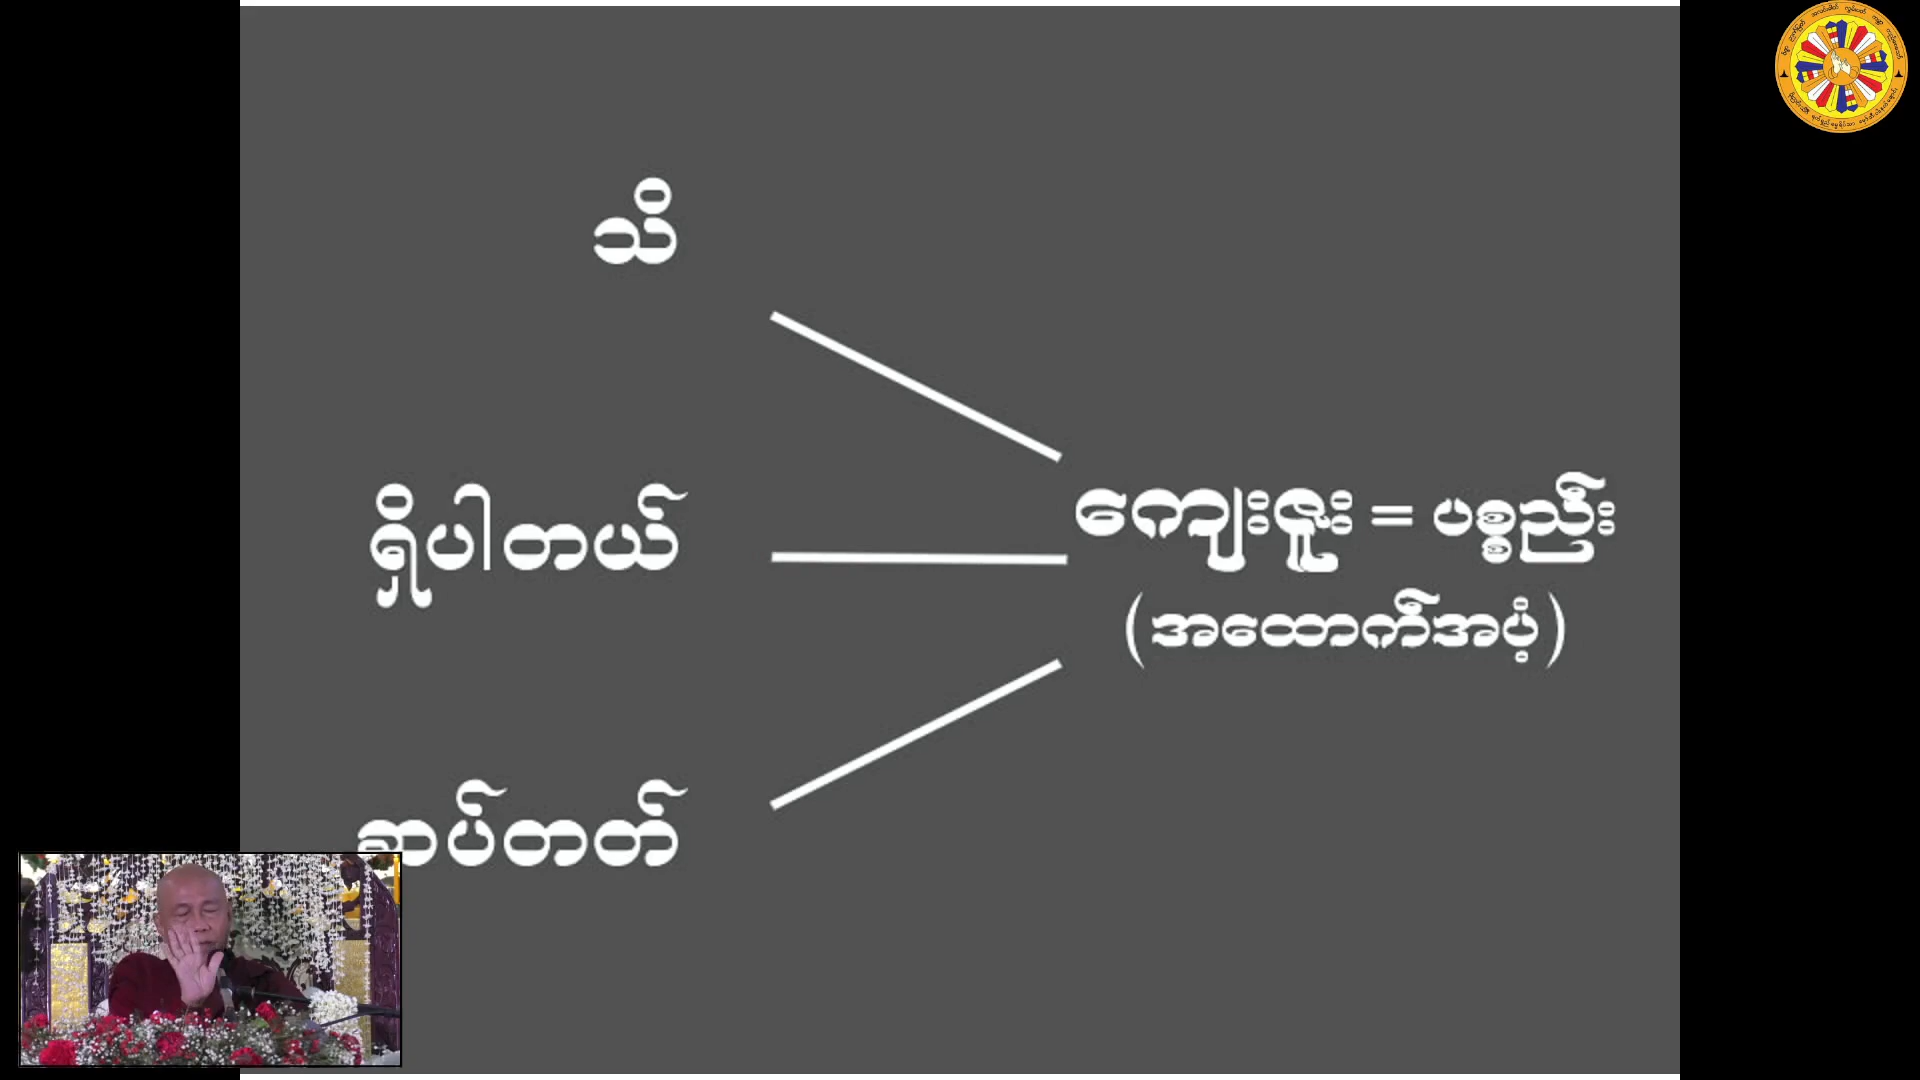 သိ
ရှိပါတယ်
ကျေးဇူး = ပစ္စည်း
(အထောက်အပံ့)
ဆပ်တတ်